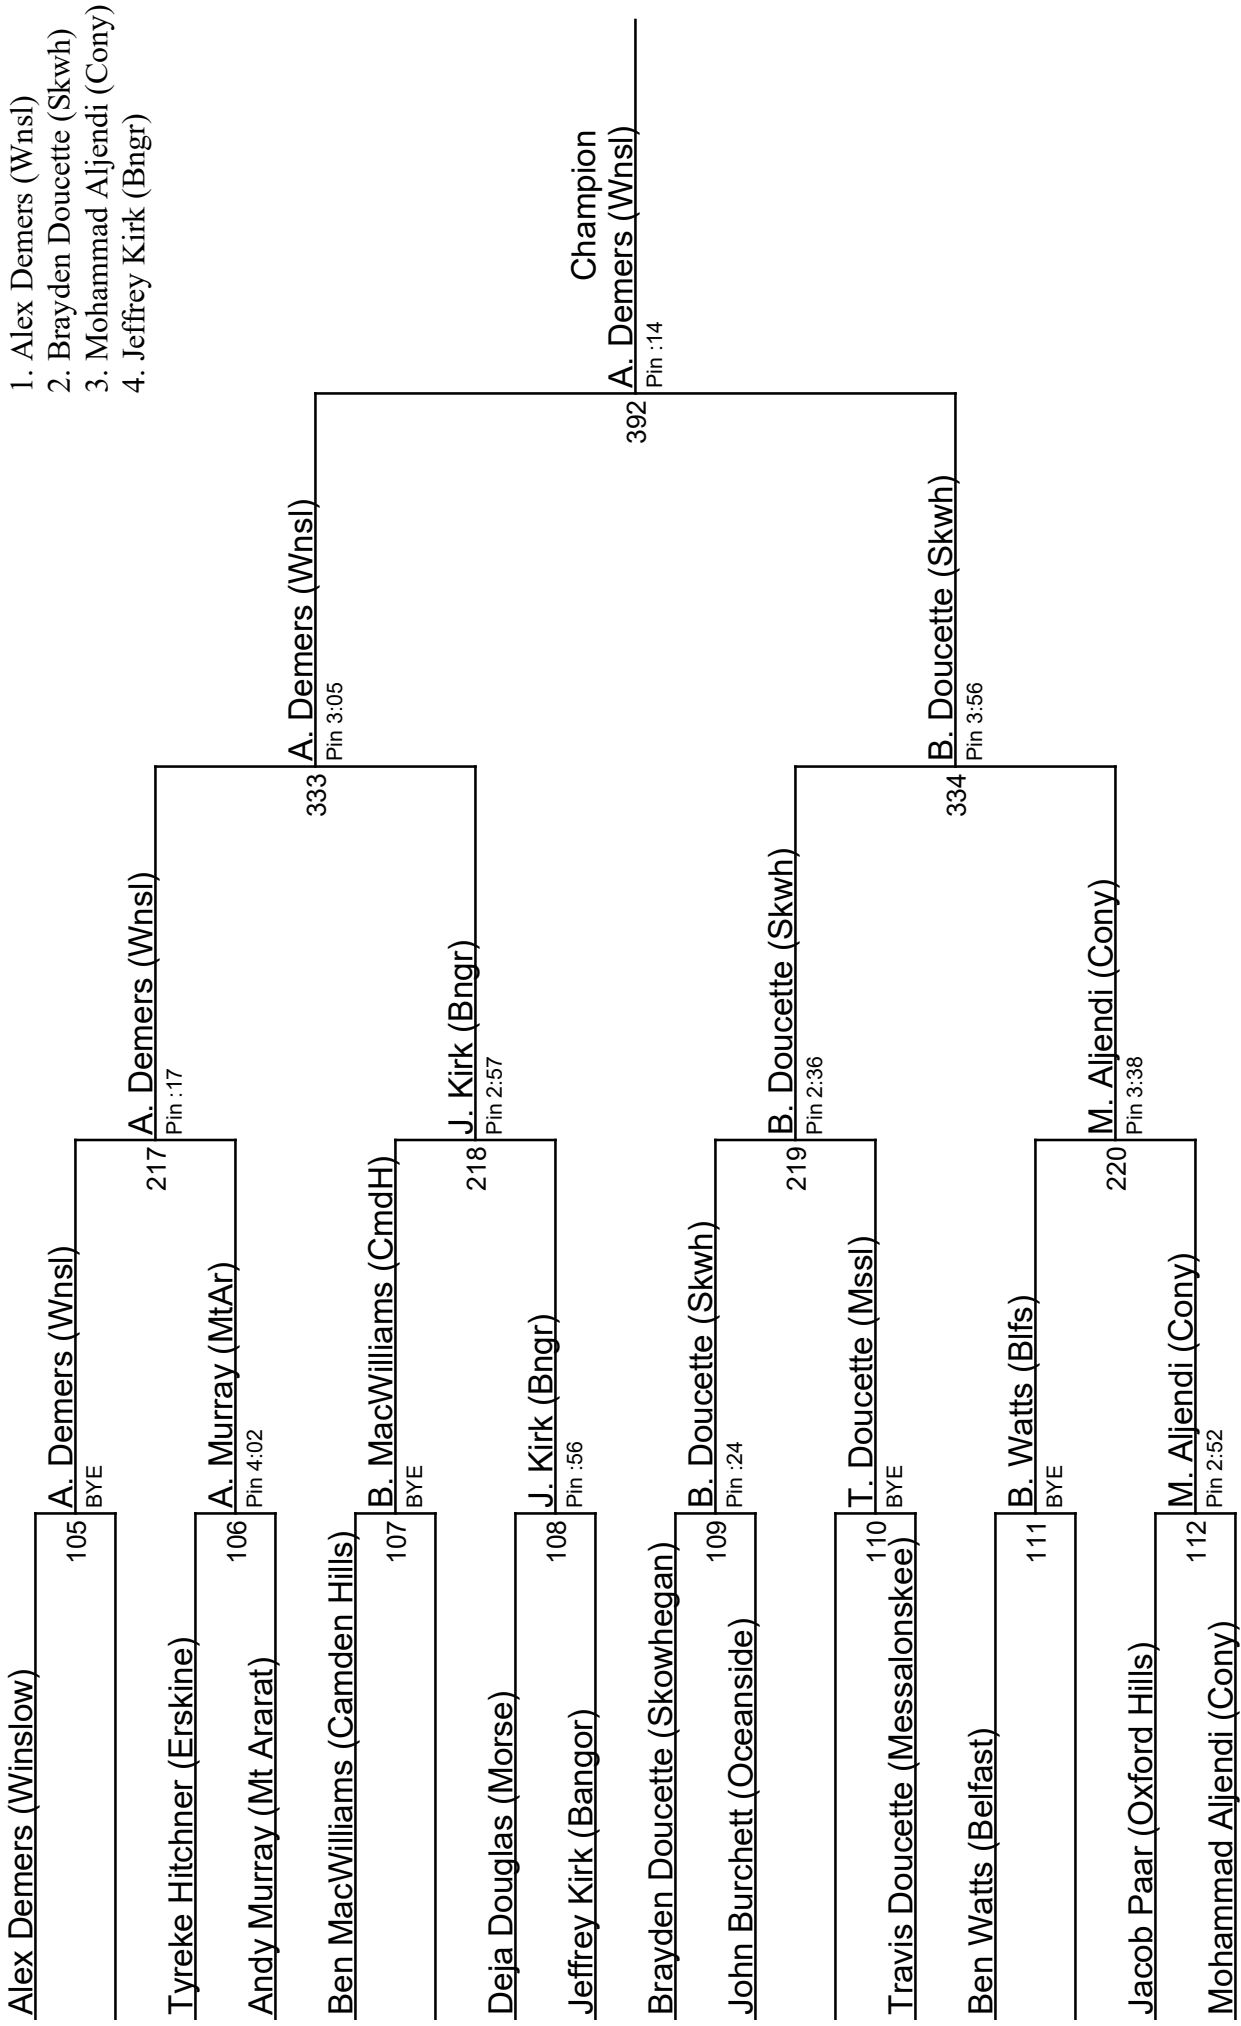 1. Alex Demers (Wnsl)
2. Brayden Doucette (Skwh)
3. Mohammad Aljendi (Cony)
4. Jeffrey Kirk (Bngr)
Alex Demers (Winslow)
105
Tyreke Hitchner (Erskine)
106
Andy Murray (Mt Ararat)
Ben MacWilliams (Camden Hills)
107
Deja Douglas (Morse)
108
Jeffrey Kirk (Bangor)
Brayden Doucette (Skowhegan)
109
John Burchett (Oceanside)
110
Travis Doucette (Messalonskee)
Ben Watts (Belfast)
111
Jacob Paar (Oxford Hills)
112
Mohammad Aljendi (Cony)
A. Demers (Wnsl)
BYE
217
A. Murray (MtAr)
Pin 4:02
B. MacWilliams (CmdH)
BYE
218
J. Kirk (Bngr)
Pin :56
B. Doucette (Skwh)
Pin :24
219
T. Doucette (Mssl)
BYE
B. Watts (Blfs)
BYE
220
M. Aljendi (Cony)
Pin 2:52
A. Demers (Wnsl)
Pin :17
333
J. Kirk (Bngr)
Pin 2:57
B. Doucette (Skwh)
Pin 2:36
334
M. Aljendi (Cony)
Pin 3:38
A. Demers (Wnsl)
Pin 3:05
392
B. Doucette (Skwh)
Pin 3:56
Champion
A. Demers (Wnsl)
Pin :14